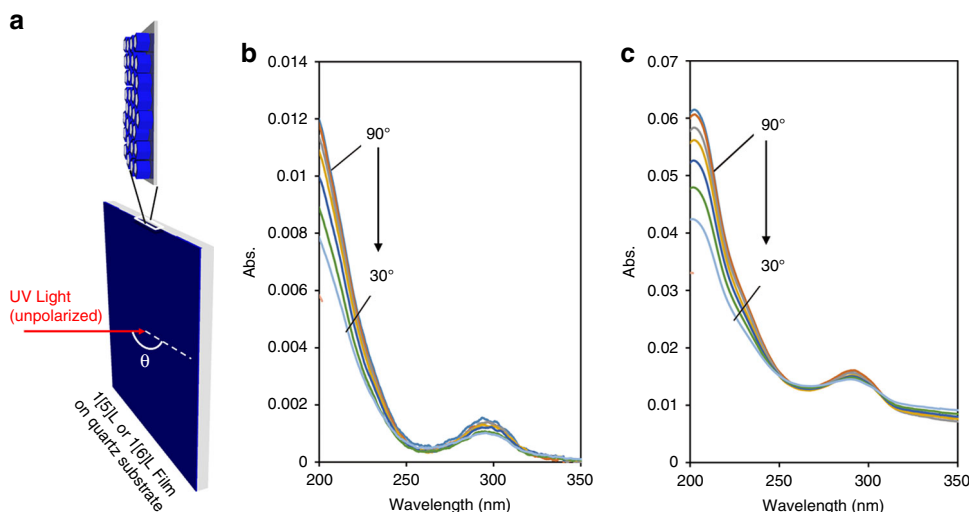 a
UV Light
(unpolarized)
θ
1[5]L or 1[6]L Film
on quartz substrate
b
0.014
0.012
0.01
0.008
0.006
0.004
0.002
0
Abs.
90°
30°
200
250
300
350
Wavelength (nm)
c
0.07
0.06
0.05
0.04
0.03
0.02
0.01
0
Abs.
90°
30°
200
250
300
350
Wavelength (nm)